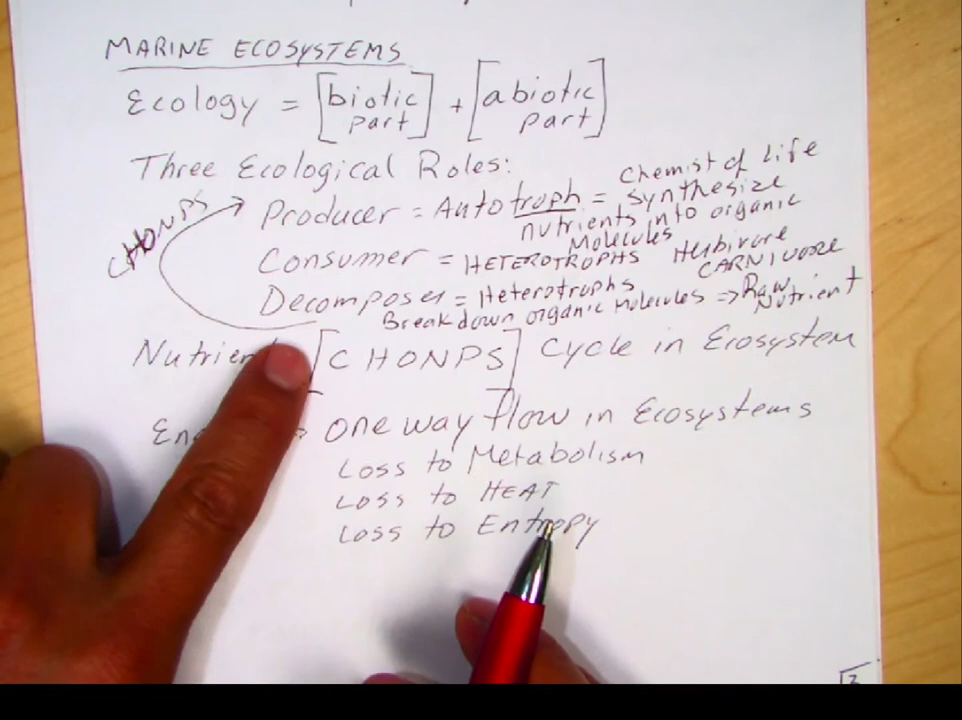 MARINE ECOSYSTEMS
Ecology = [biotic part] + [abiotic part]
Three Ecological Roles:
CHONPS
Producer = Autotroph = Chemist of Life
Synthesize
nutrients into organic
Molecules
Consumer = HETEROTROPHS Herbivore
CARNIVORE
Decomposer = Heterotrophs
Breakdown organic Molecules => Raw
Nutrient
[CHONPS] Cycle in Ecosystem
one way flow in Ecosystems
Loss to Metabolism
Loss to HEAT
Loss to Entropy